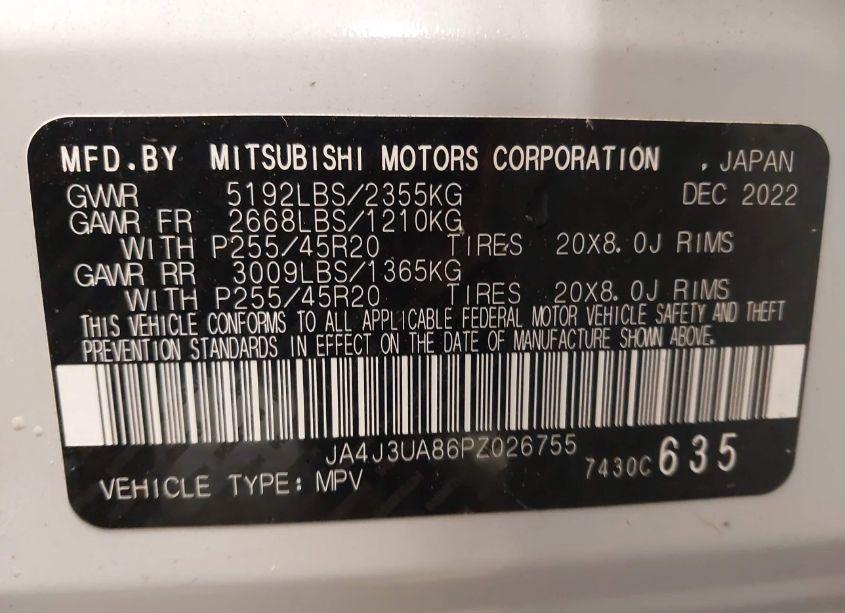 MFD.BY MITSUBISHI MOTORS CORPORATION , JAPAN
GWWR 5192LBS/2355KG DEC 2022
GAWR FR 2668LBS/1210KG
WITH P255/45R20 TIRES 20X8.0J RIMS
GAWR RR 3009LBS/1365KG
WITH P255/45R20 TIRES 20X8.0J RIMS
THIS VEHICLE CONFORMS TO ALL APPLICABLE FEDERAL MOTOR VEHICLE SAFETY AND THEFT
PREVENTION STANDARDS IN EFFECT ON THE DATE OF MANUFACTURE SHOWN ABOVE.
JA4J3UA86PZ026755
7430C 635
VEHICLE TYPE: MPV